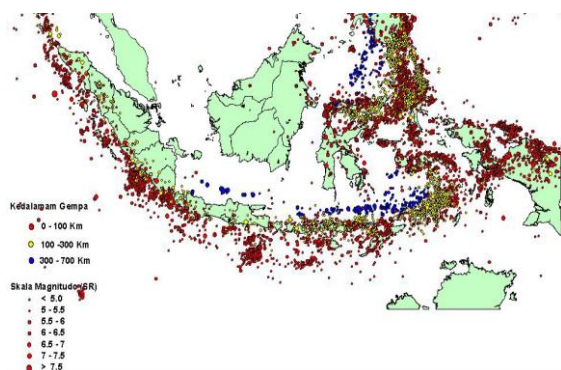 Kedalaman Gempa
0 - 100 Km
100 -300 Km
300 - 700 Km
Skala Magnitudo (SR)
< 5.0
5 - 5.5
5.5 - 6
6 - 6.5
6.5 - 7
7 - 7.5
> 7.5